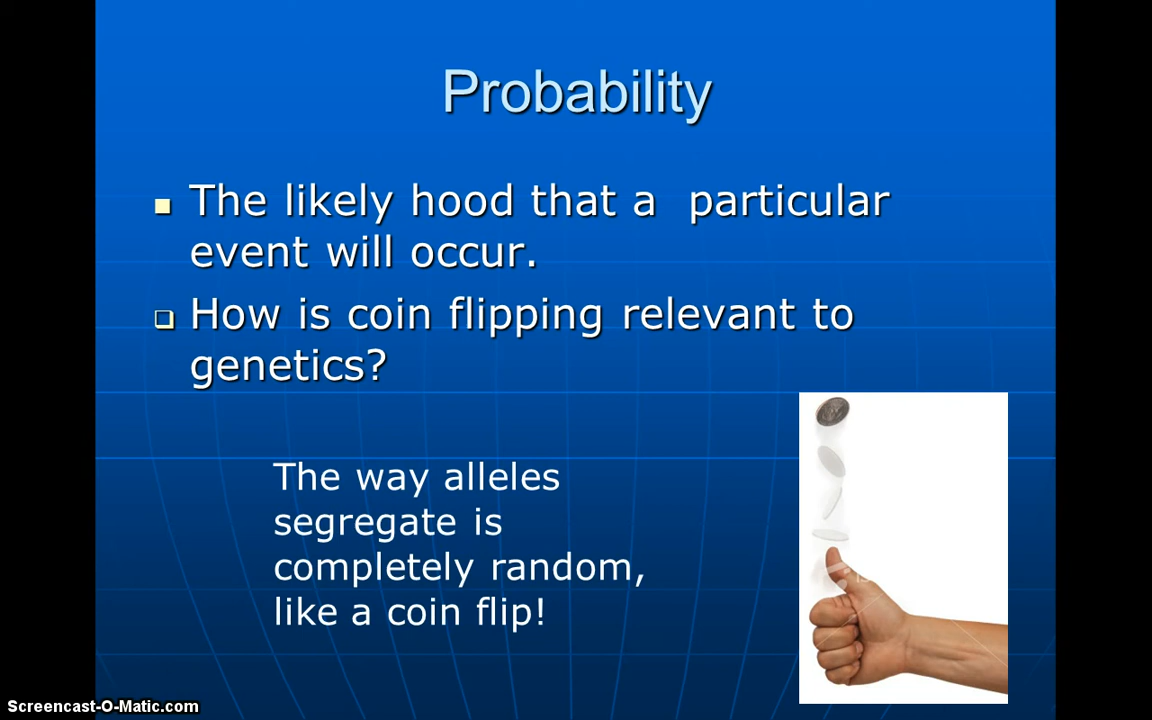 Probability
The likely hood that a particular
event will occur.
How is coin flipping relevant to
genetics?
The way alleles
segregate is
completely random,
like a coin flip!
Screencast-O-Matic.com